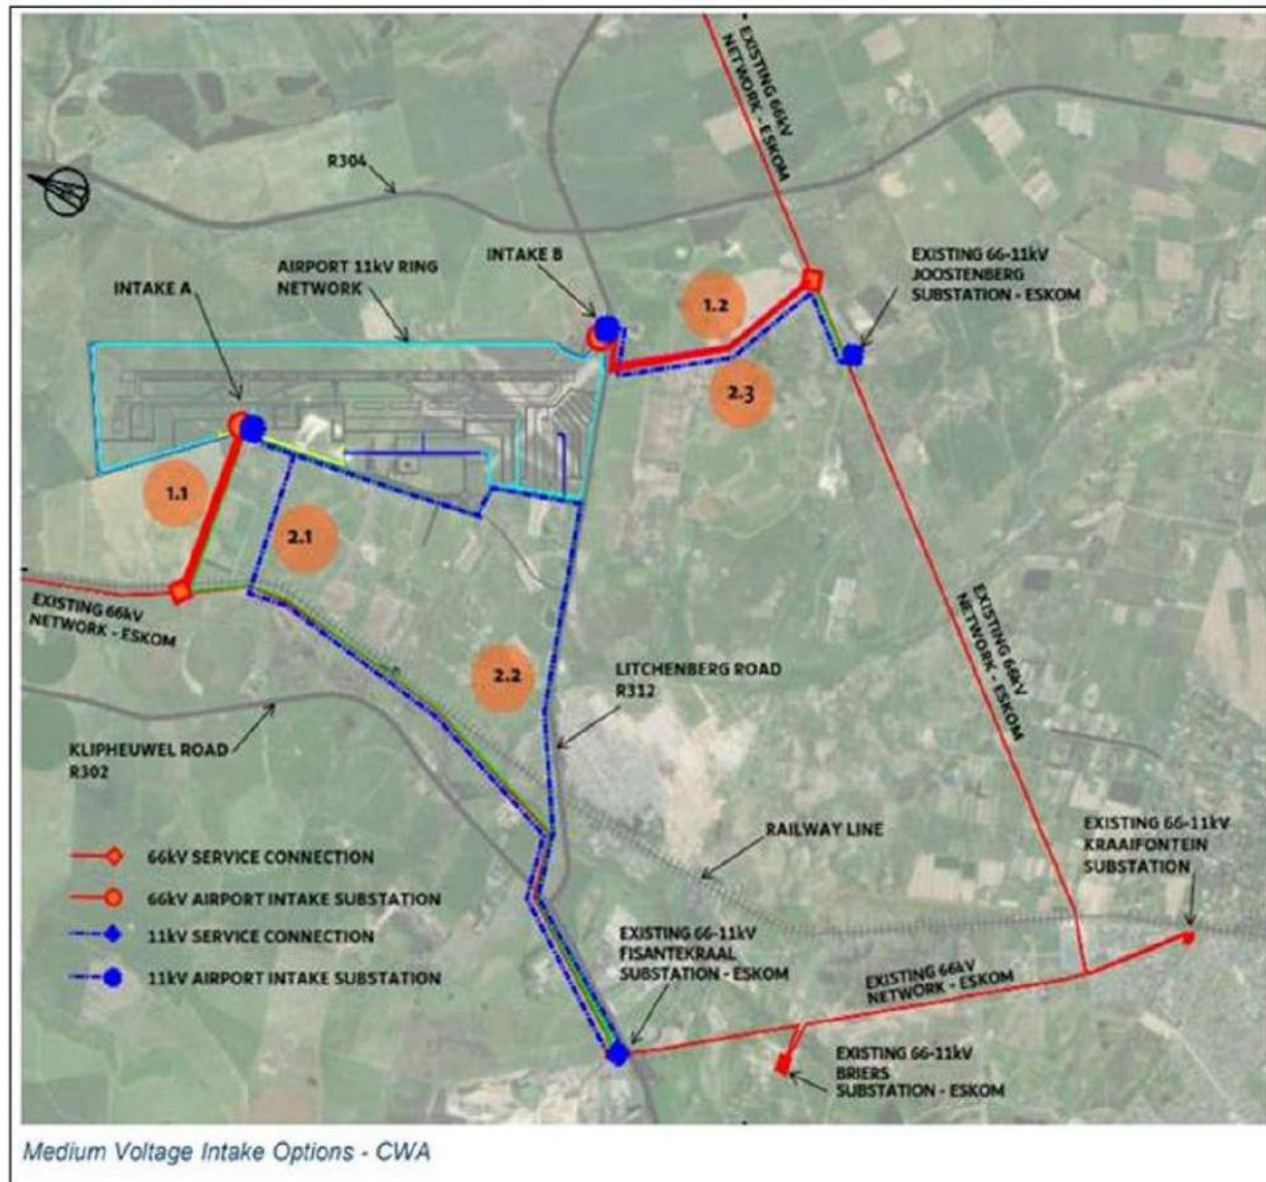 EXISTING 66kV
NETWORK - ESKOM
R304
INTAKE B
EXISTING 66-11kV
JOOSTENBERG
SUBSTATION - ESKOM
AIRPORT 11kV RING
NETWORK
INTAKE A
1.2
2.3
1.1
2.1
EXISTING 66kV
NETWORK - ESKOM
EXISTING 66kV
NETWORK - ESKOM
2.2
LITCHENBERG ROAD
R312
KLIPHEUWEL ROAD
R302
RAILWAY LINE
EXISTING 66-11kV
KRAAIFONTEIN
SUBSTATION
66kV SERVICE CONNECTION
66kV AIRPORT INTAKE SUBSTATION
11kV SERVICE CONNECTION
11kV AIRPORT INTAKE SUBSTATION
EXISTING 66-11kV
FISANTEKRAAL
SUBSTATION - ESKOM
EXISTING 66kV
NETWORK - ESKOM
EXISTING 66-11kV
BRIERS
SUBSTATION - ESKOM
Medium Voltage Intake Options - CWA